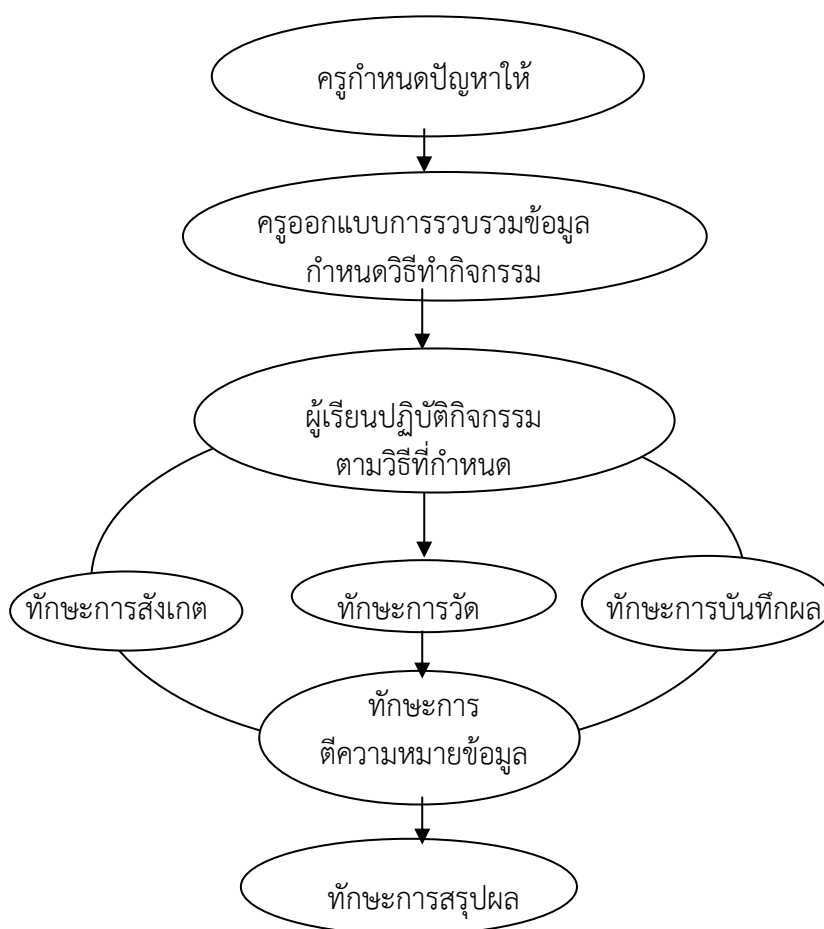 ครูกำหนดปัญหาให้
ครูออกแบบการรวบรวมข้อมูล
กำหนดวิธีทำกิจกรรม
ผู้เรียนปฏิบัติกิจกรรม
ตามวิธีที่กำหนด
ทักษะการสังเกต
ทักษะการวัด
ทักษะการบันทึกผล
ทักษะการ
ตีความหมายข้อมูล
ทักษะการสรุปผล